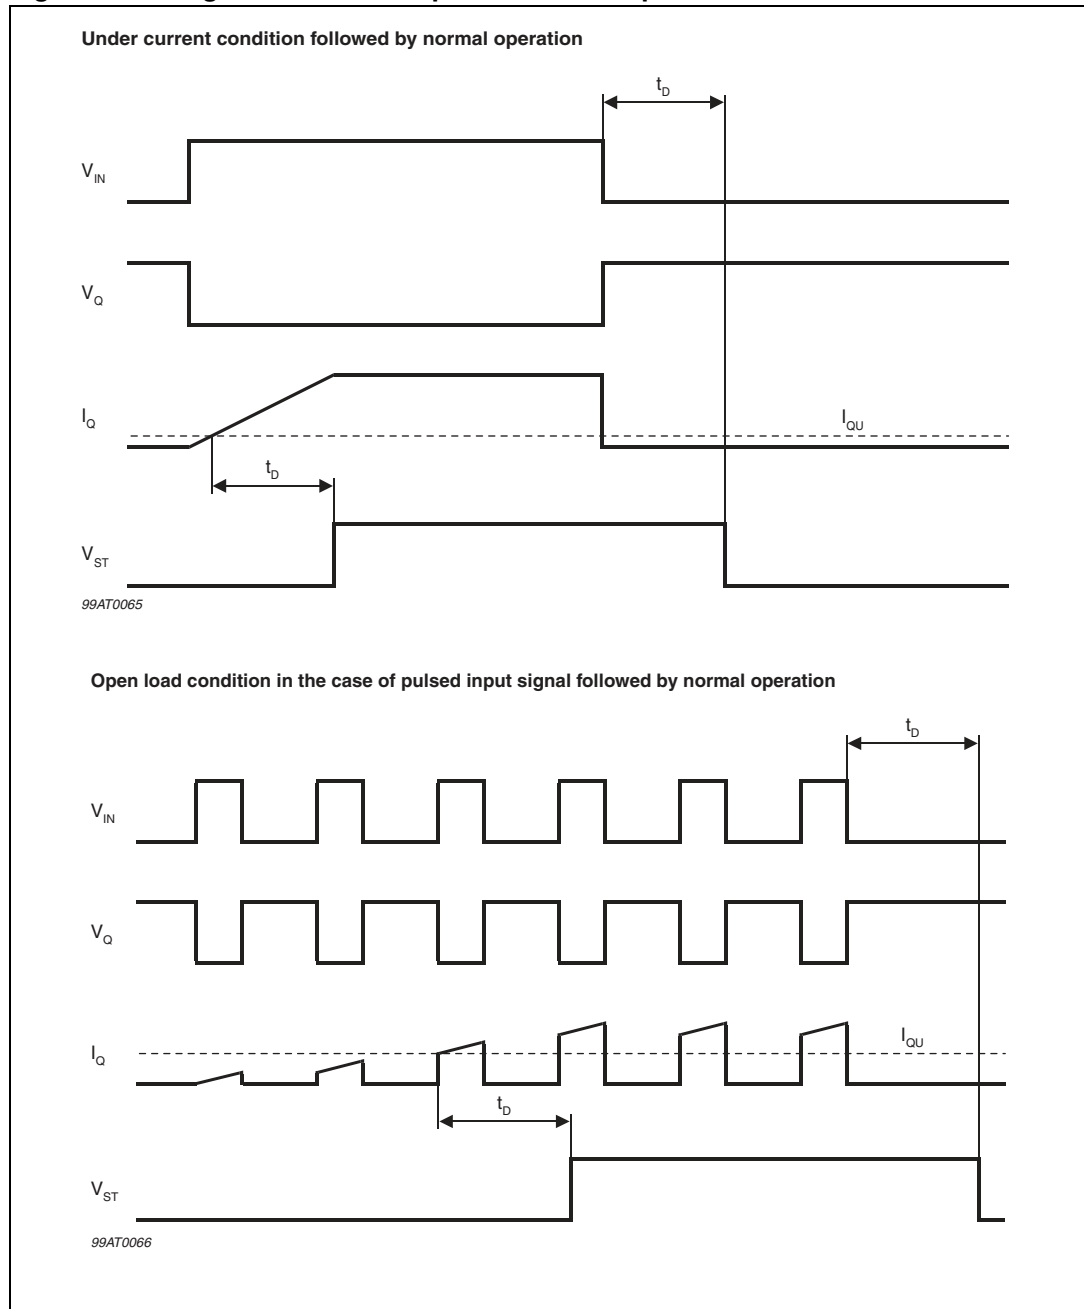 Under current condition followed by normal operation
tD
VIN
VQ
IQ
IQU
tD
VST
99AT0065
Open load condition in the case of pulsed input signal followed by normal operation
tD
VIN
VQ
IQ
IQU
tD
VST
99AT0066